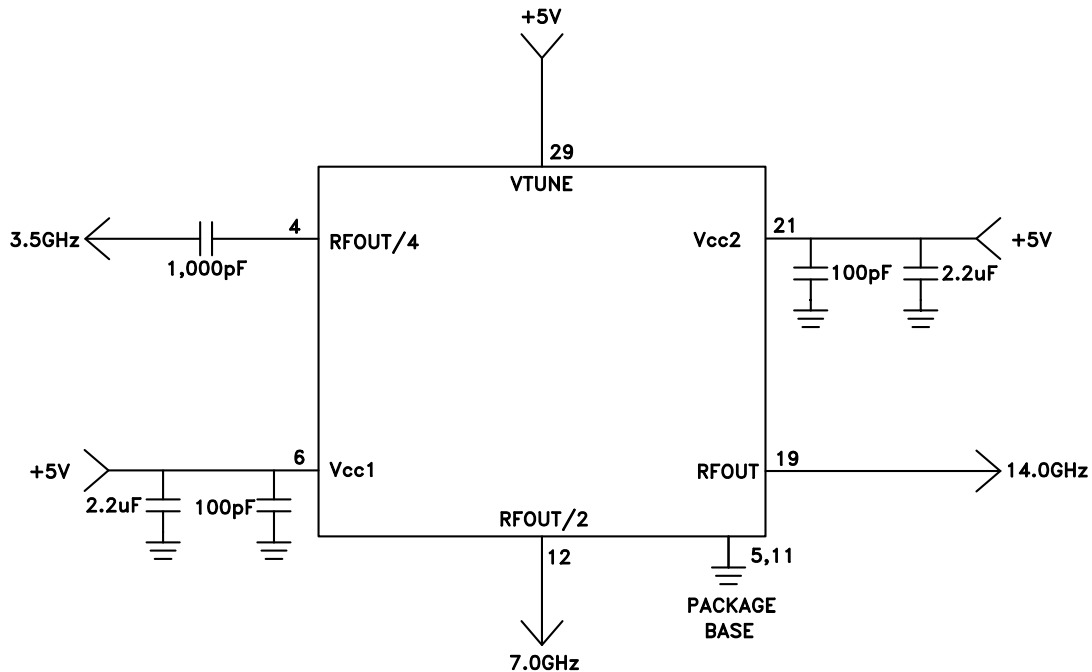 +5V
29
VTUNE
3.5GHz
1,000pF
4
RFOUT/4
Vcc2
21
+5V
100pF
2.2uF
+5V
6
Vcc1
2.2uF
100pF
RFOUT
19
14.0GHz
RFOUT/2
12
5,11
PACKAGE
BASE
7.0GHz